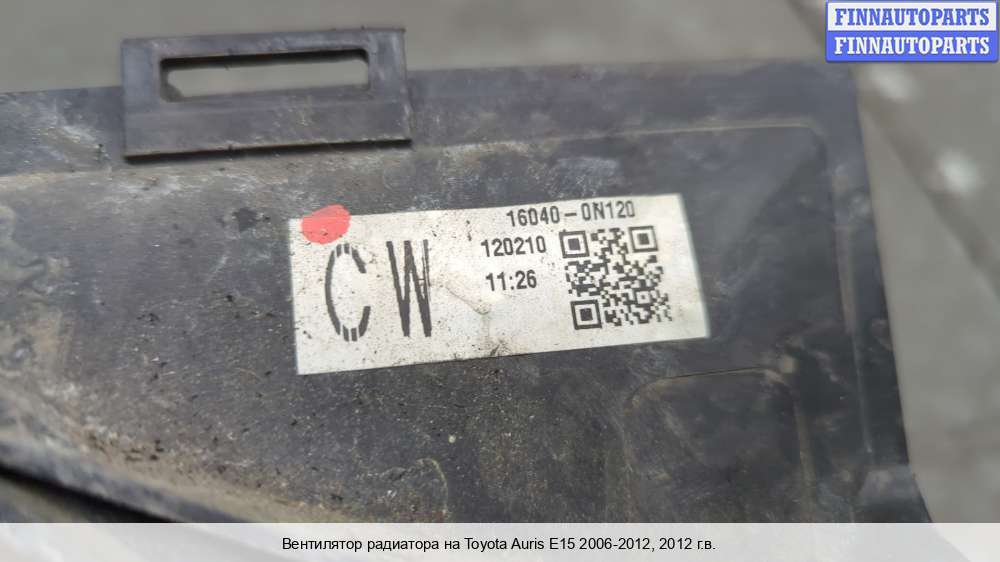 FINNAUTOPARTS
FINNAUTOPARTS
16040-0N120
CW
120210
11:26
Вентилятор радиатора на Toyota Auris E15 2006-2012, 2012 г.в.